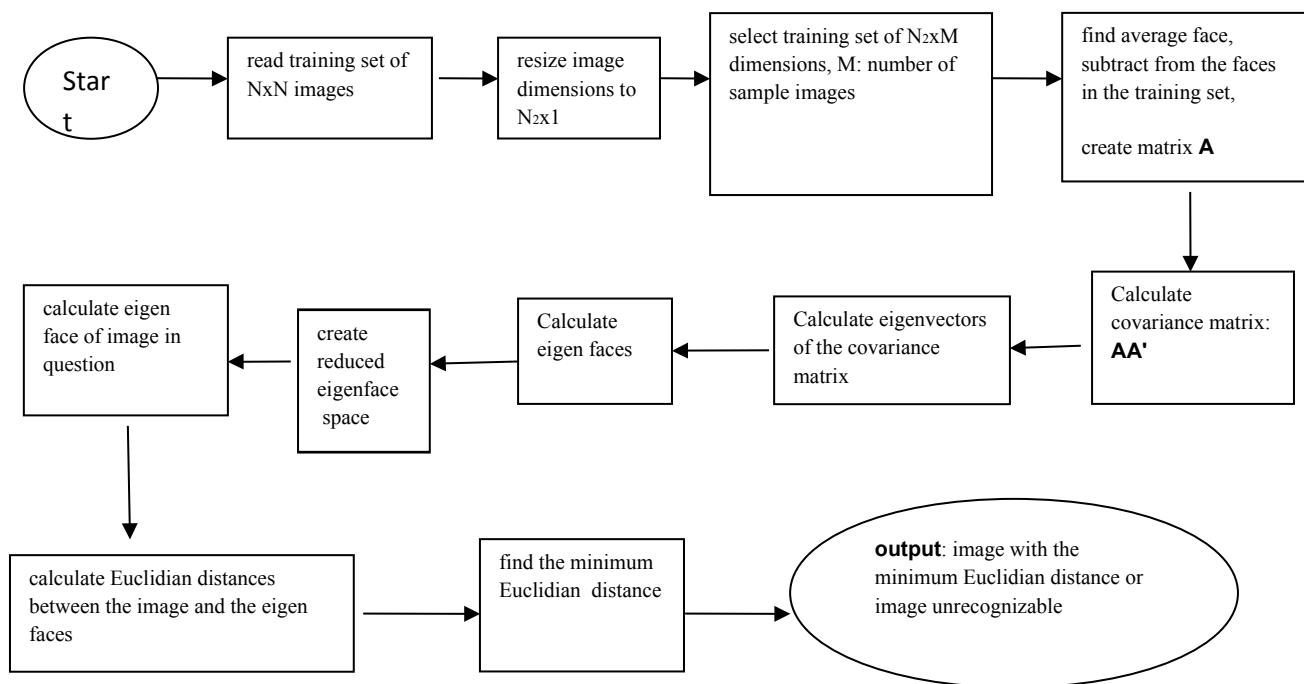 Star
t
read training set of
NxN images
resize image
dimensions to
N2x1
select training set of N2xM
dimensions, M: number of
sample images
find average face,
subtract from the faces
in the training set,
create matrix A
Calculate
covariance matrix:
AA'
Calculate eigenvectors
of the covariance
matrix
Calculate
eigen faces
create
reduced
eigenface
space
calculate eigen
face of image in
question
calculate Euclidian distances
between the image and the eigen
faces
find the minimum
Euclidian distance
output: image with the
minimum Euclidian distance or
image unrecognizable